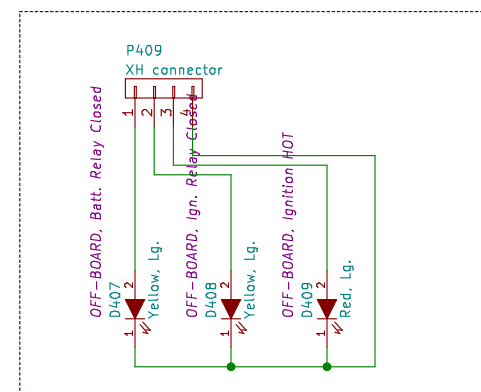 P409
XH connector
1
2
3
4
OFF-BOARD, Batt. Relay Closed
OFF-BOARD, Ign. Relay Closed
OFF-BOARD, Ignition HOT
2
1
D407
Yellow, Lg.
2
1
D408
Yellow, Lg.
2
1
D409
Red, Lg.